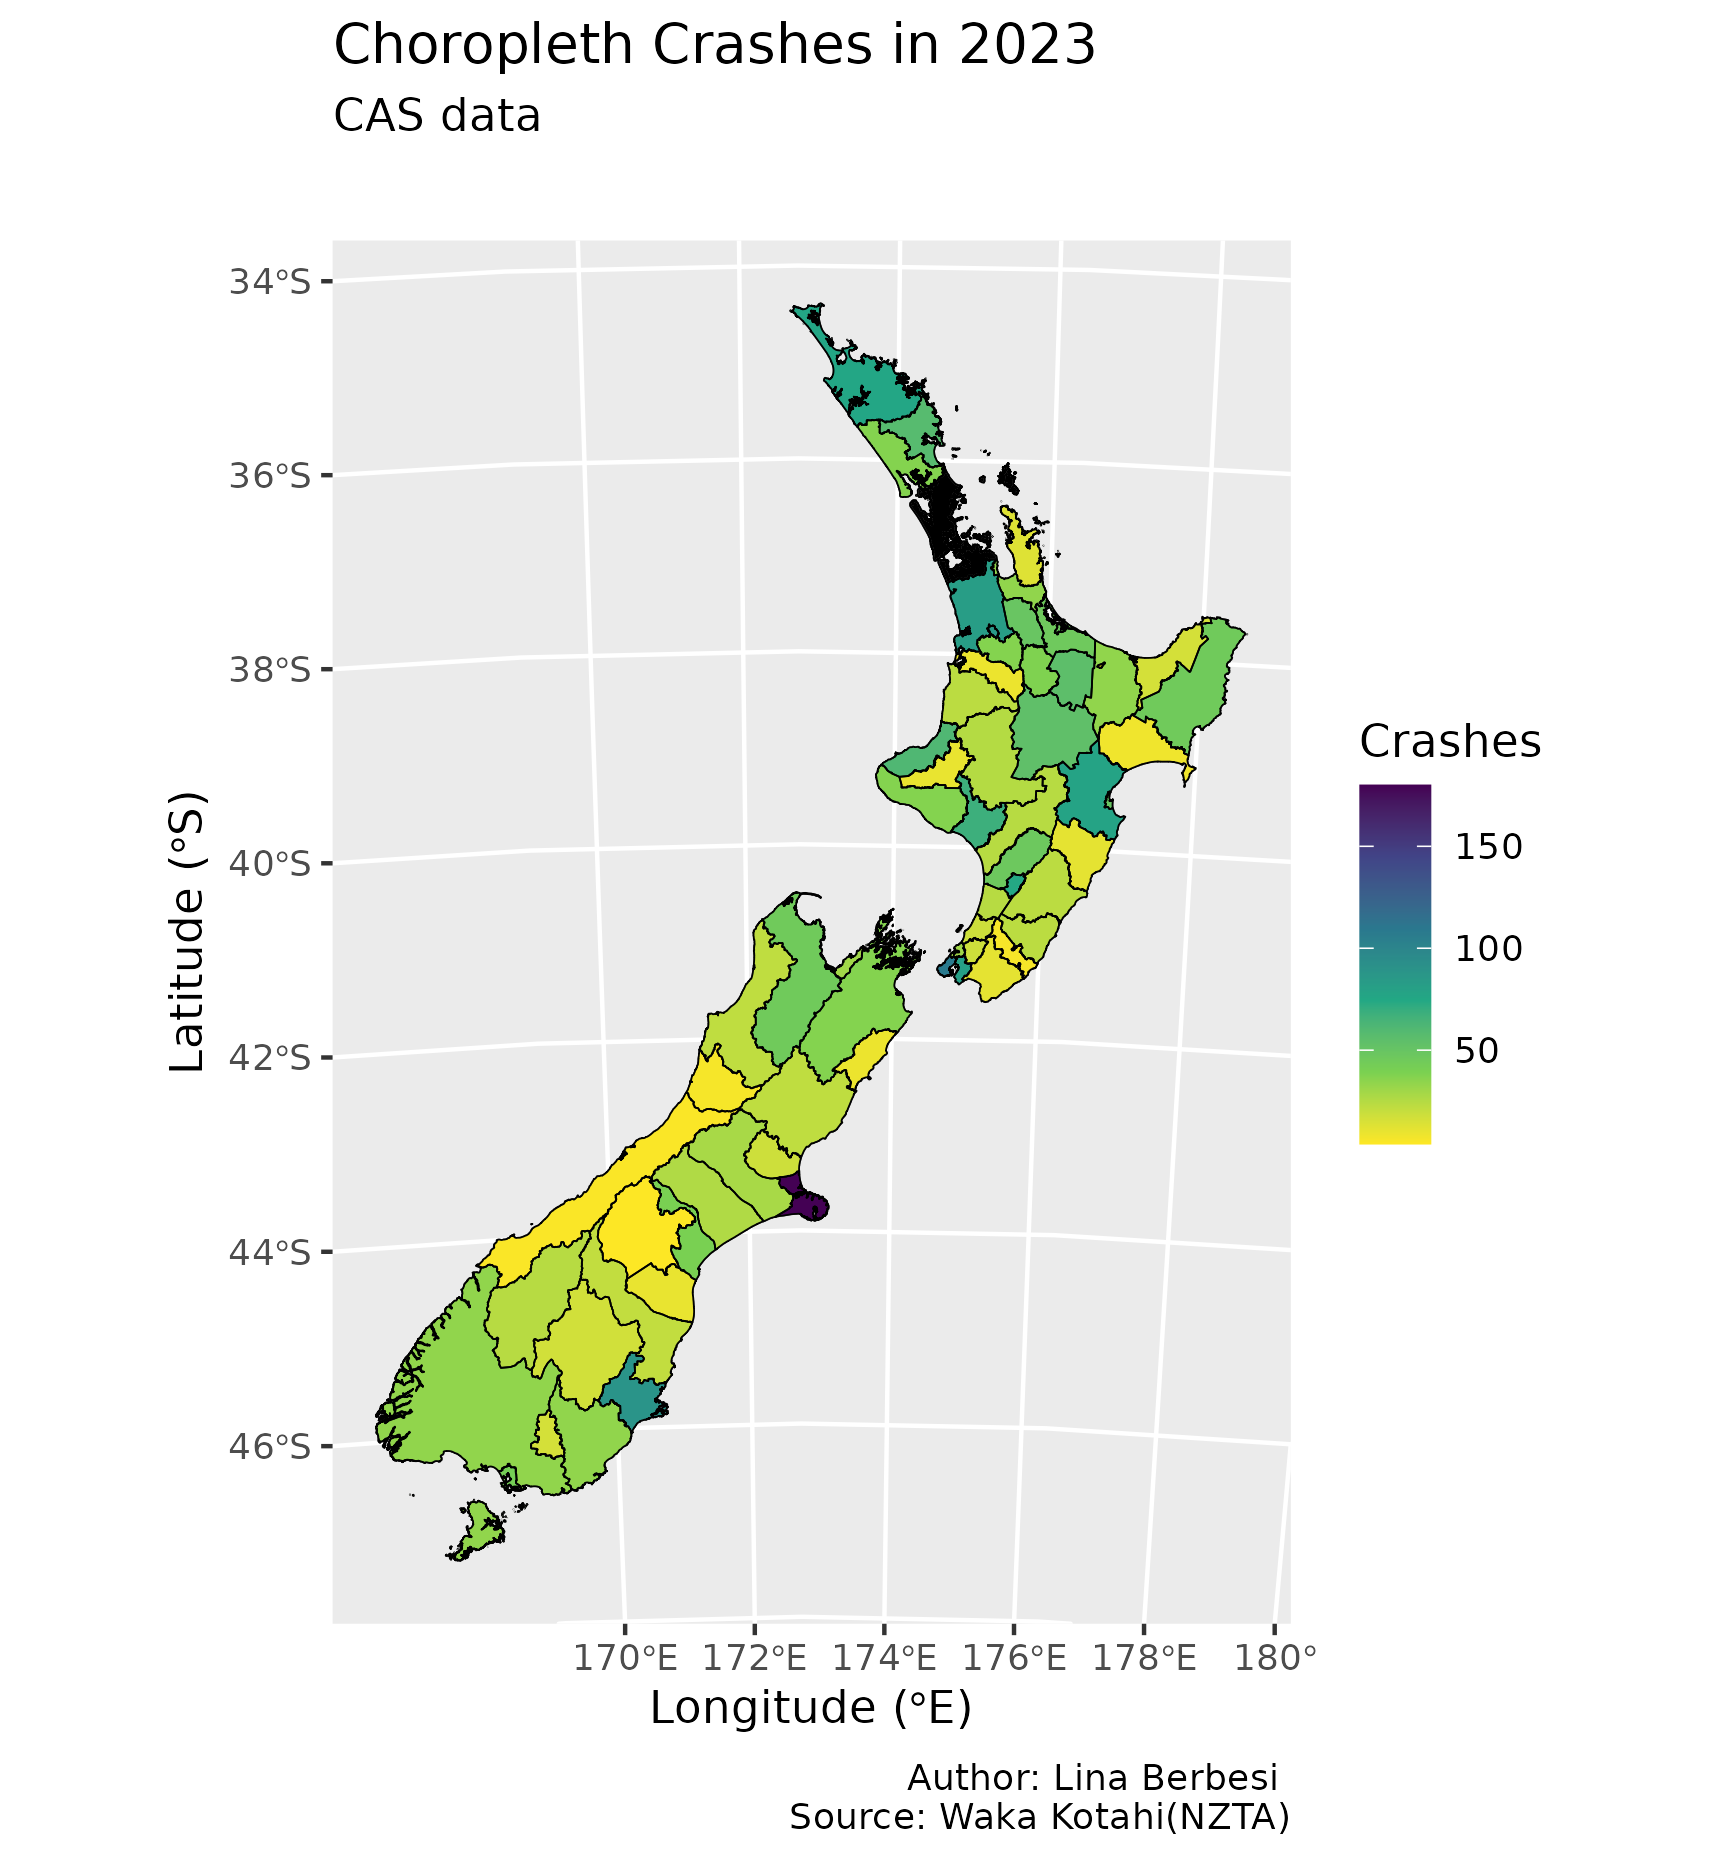 Choropleth Crashes in 2023
CAS data
34°S
36°S
38°S
40°S
42°S
44°S
46°S
Latitude (°S)
170°E 172°E 174°E 176°E 178°E 180°
Longitude (°E)
Crashes
150
100
50
Author: Lina Berbesi
Source: Waka Kotahi(NZTA)